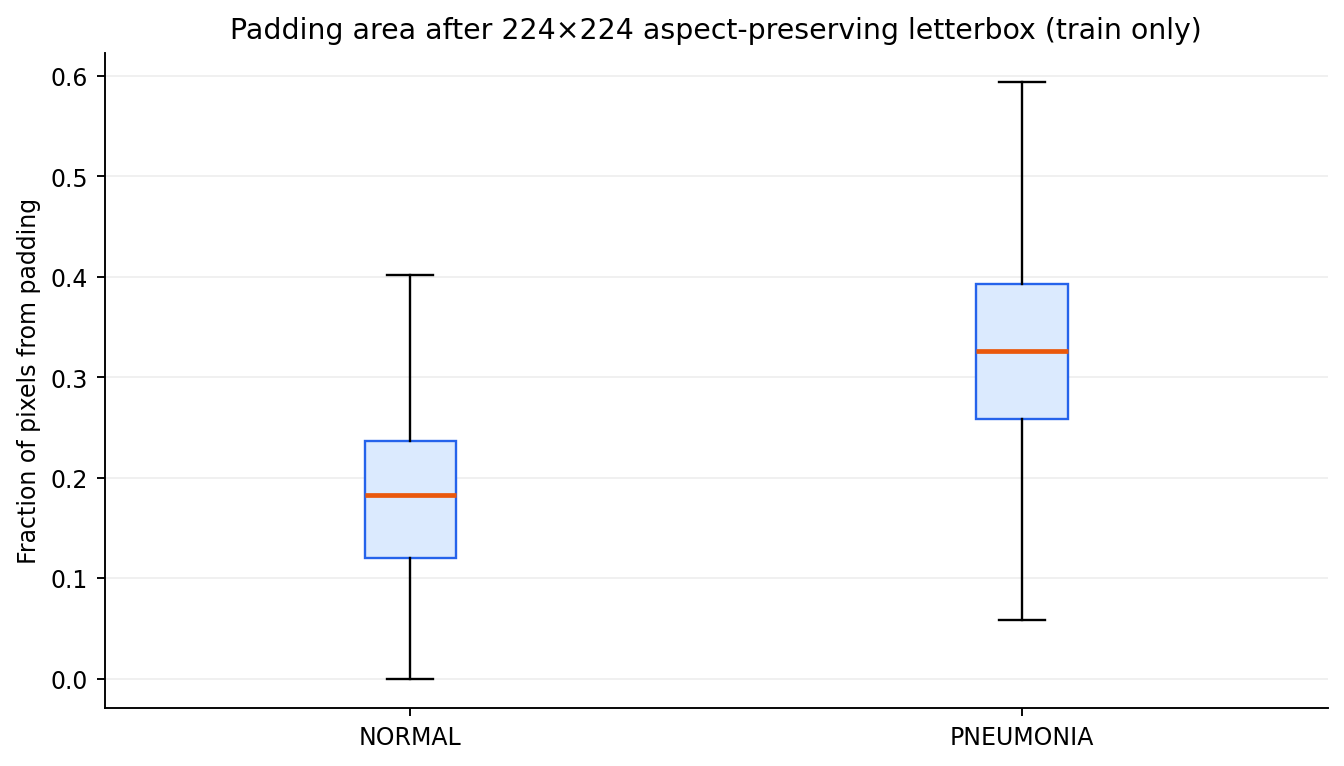 Padding area after 224×224 aspect-preserving letterbox (train only)
Fraction of pixels from padding
0.6
0.5
0.4
0.3
0.2
0.1
0.0
NORMAL
PNEUMONIA